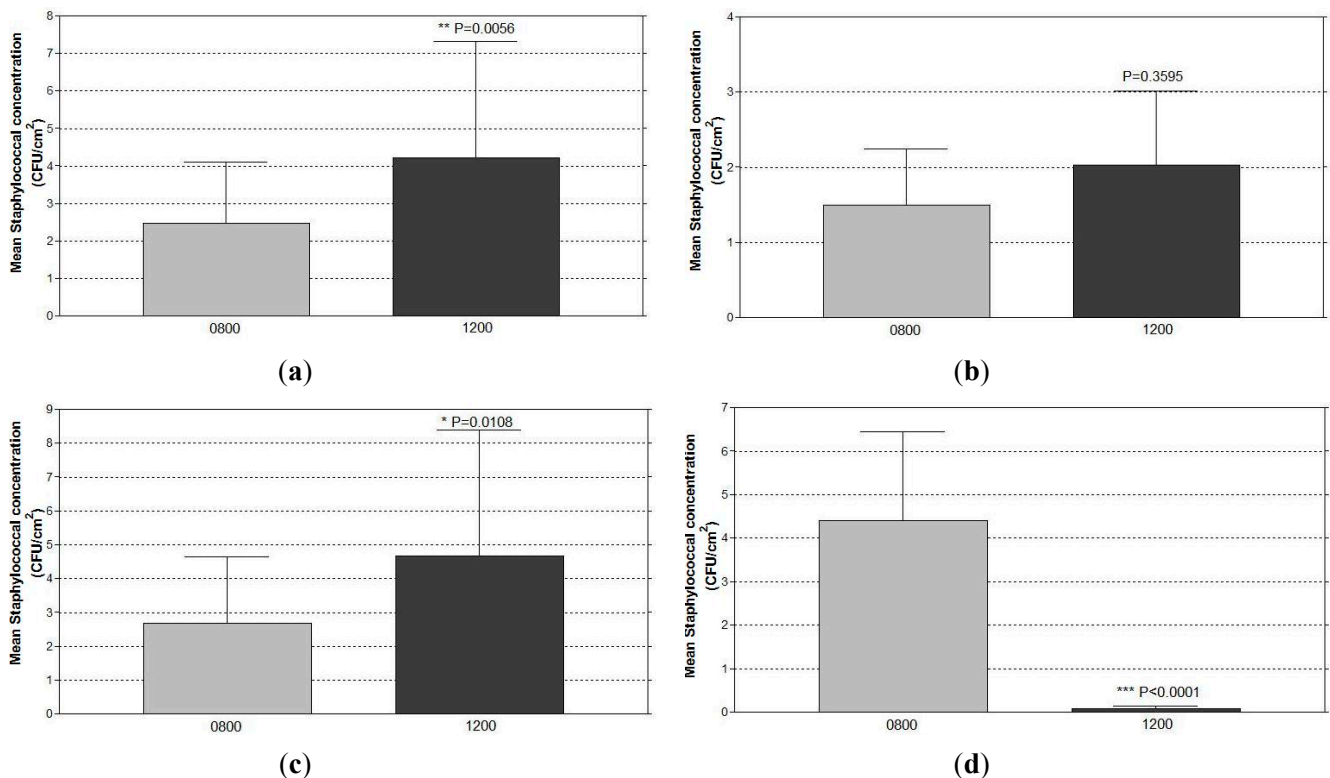 Mean Staphylococcal concentration
(CFU/cm2)
8
7
6
5
4
3
2
1
0
** P=0.0056
0800
1200
(a)
Mean Staphylococcal concentration
(CFU/cm2)
4
3
2
1
0
P=0.3595
0800
1200
(b)
Mean Staphylococcal concentration
(CFU/cm2)
9
8
7
6
5
4
3
2
1
0
* P=0.0108
0800
1200
(c)
Mean Staphylococcal concentration
(CFU/cm2)
7
6
5
4
3
2
1
0
*** P<0.0001
0800
1200
(d)